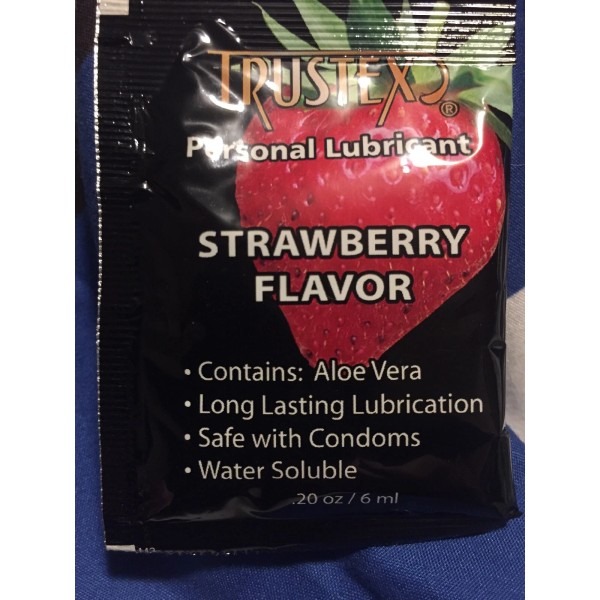 TRUSTEX®
Personal Lubricant
STRAWBERRY
FLAVOR
• Contains: Aloe Vera
• Long Lasting Lubrication
• Safe with Condoms
• Water Soluble
.20 oz / 6 ml